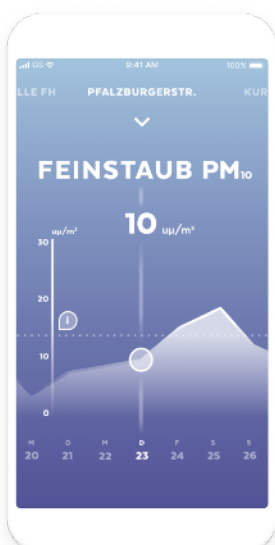 GS 9:41 AM 100%
LLE FH PFALZBURGERSTR. KUR
FEINSTAUB PM10
10 uµ/m³
uµ/m³
30
20
i
10
0
M D M D F S S
20 21 22 23 24 25 26